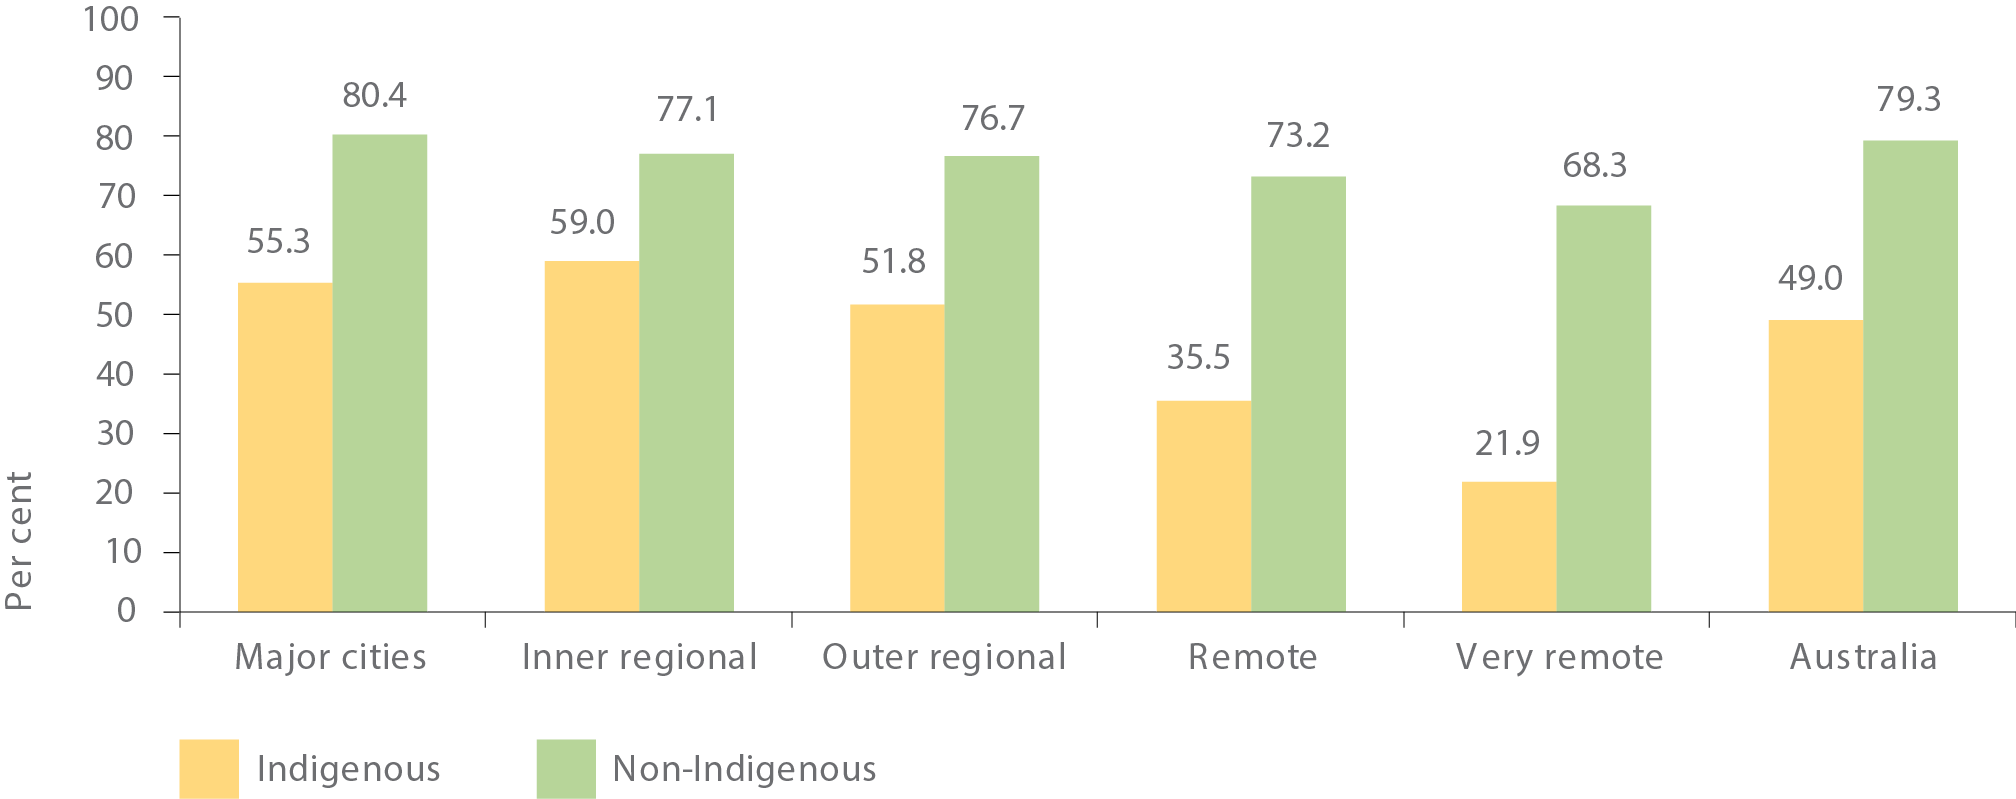 Per cent
100
90
80
70
60
50
40
30
20
10
0
55.3
80.4
59.0
77.1
51.8
76.7
35.5
73.2
21.9
68.3
49.0
79.3
Major cities
Inner regional
Outer regional
Remote
Very remote
Australia
Indigenous
Non-Indigenous